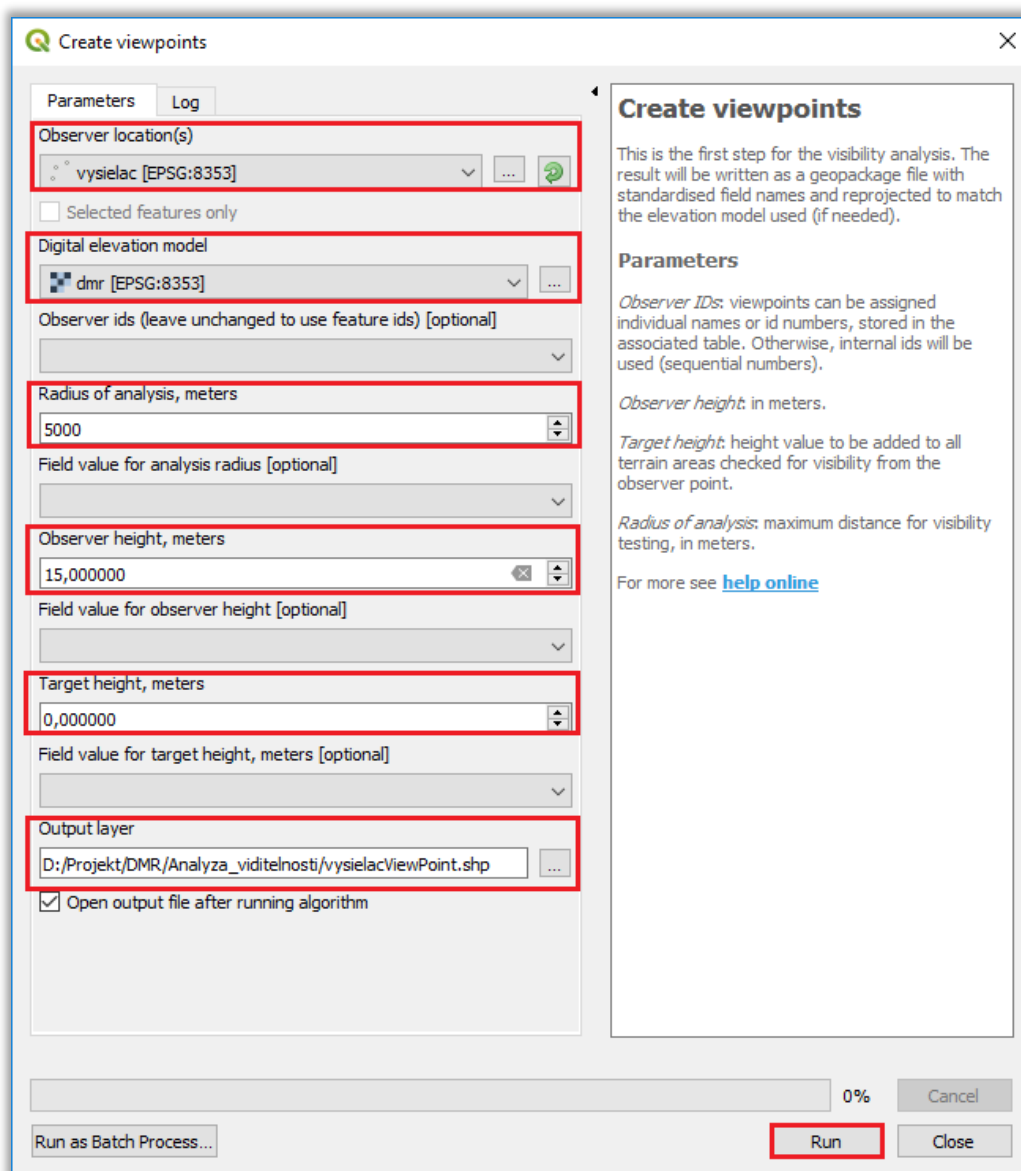 Create viewpoints
Parameters
Log
Observer location(s)
vysielac [EPSG:8353]
...
Selected features only
Digital elevation model
dmr [EPSG:8353]
...
Observer ids (leave unchanged to use feature ids) [optional]
Radius of analysis, meters
5000
Field value for analysis radius [optional]
Observer height, meters
15,000000
Field value for observer height [optional]
Target height, meters
0,000000
Field value for target height, meters [optional]
Output layer
D:/Projekt/DMR/Analyza_viditelnosti/vysielacViewPoint.shp
...
Open output file after running algorithm
Create viewpoints
This is the first step for the visibility analysis. The
result will be written as a geopackage file with
standardised field names and reprojected to match
the elevation model used (if needed).
Parameters
Observer IDs: viewpoints can be assigned
individual names or id numbers, stored in the
associated table. Otherwise, internal ids will be
used (sequential numbers).
Observer height: in meters.
Target height: height value to be added to all
terrain areas checked for visibility from the
observer point.
Radius of analysis: maximum distance for visibility
testing, in meters.
For more see help online
0%
Cancel
Run as Batch Process...
Run
Close